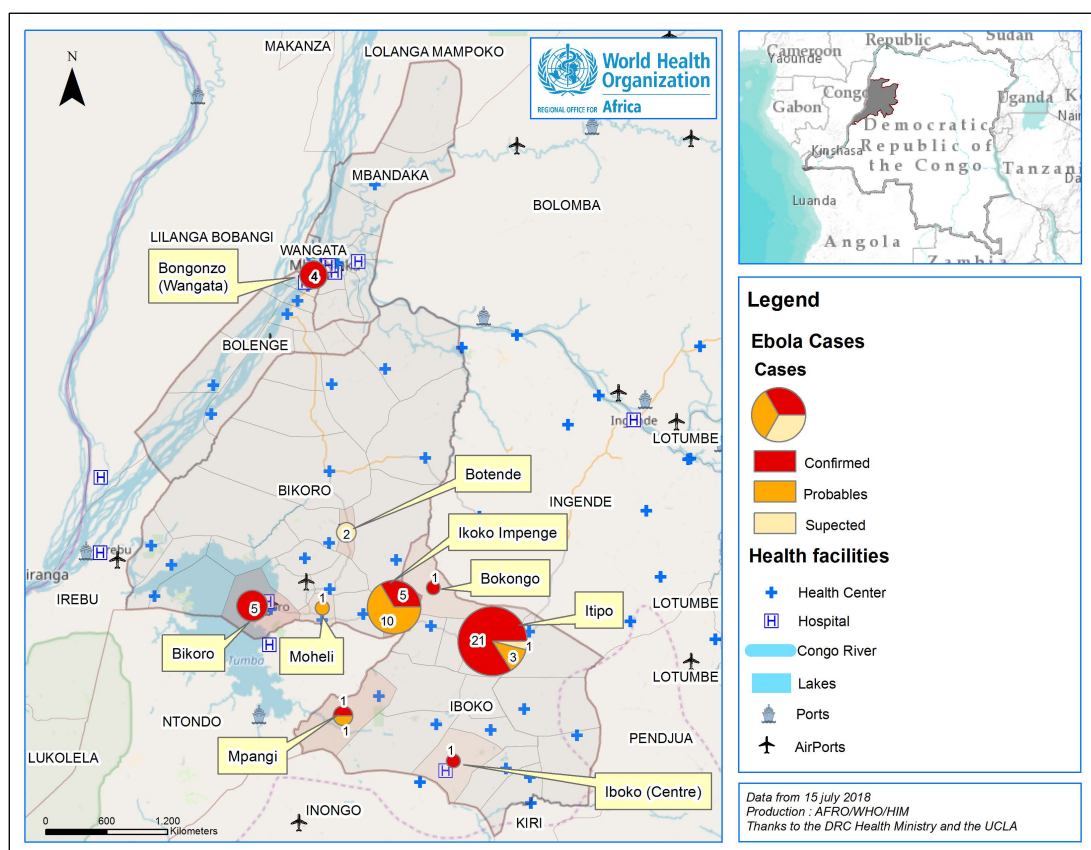 N
MAKANZA
LOLANGA MAMPOKO
World Health
Organization
REGIONAL OFFICE FOR Africa
MBANDAKA
BOLOMBA
LILANGA BOBANGI
WANGATA
Bongonzo
(Wangata)
4
BOLENGE
Ingende
LOTUMBE
BIKORO
Botende
INGENDE
2
Ikoko Impenge
Bokongo
1
5
10
Itipo
iranga
IREBU
1
5
21
1
3
LOTUMBE
Bikoro
Moheli
Tumba
LOTUMBE
NTONDO
1
1
IBOKO
Mpangi
PENDJUA
LUKOLELA
1
Iboko (Centre)
INONGO
KIRI
0 600 1,200
Kilometers
Cameroon
Yaounde
Republic
Sudan
Gabon
Congo
Uganda
Democratic
Republic of
the Congo
Kinshasa
Tanzani
Luanda
Angola
Zambia
Legend
Ebola Cases
Cases
Confirmed
Probables
Supected
Health facilities
Health Center
Hospital
Congo River
Lakes
Ports
AirPorts
Data from 15 july 2018
Production : AFRO/WHO/HIM
Thanks to the DRC Health Ministry and the UCLA